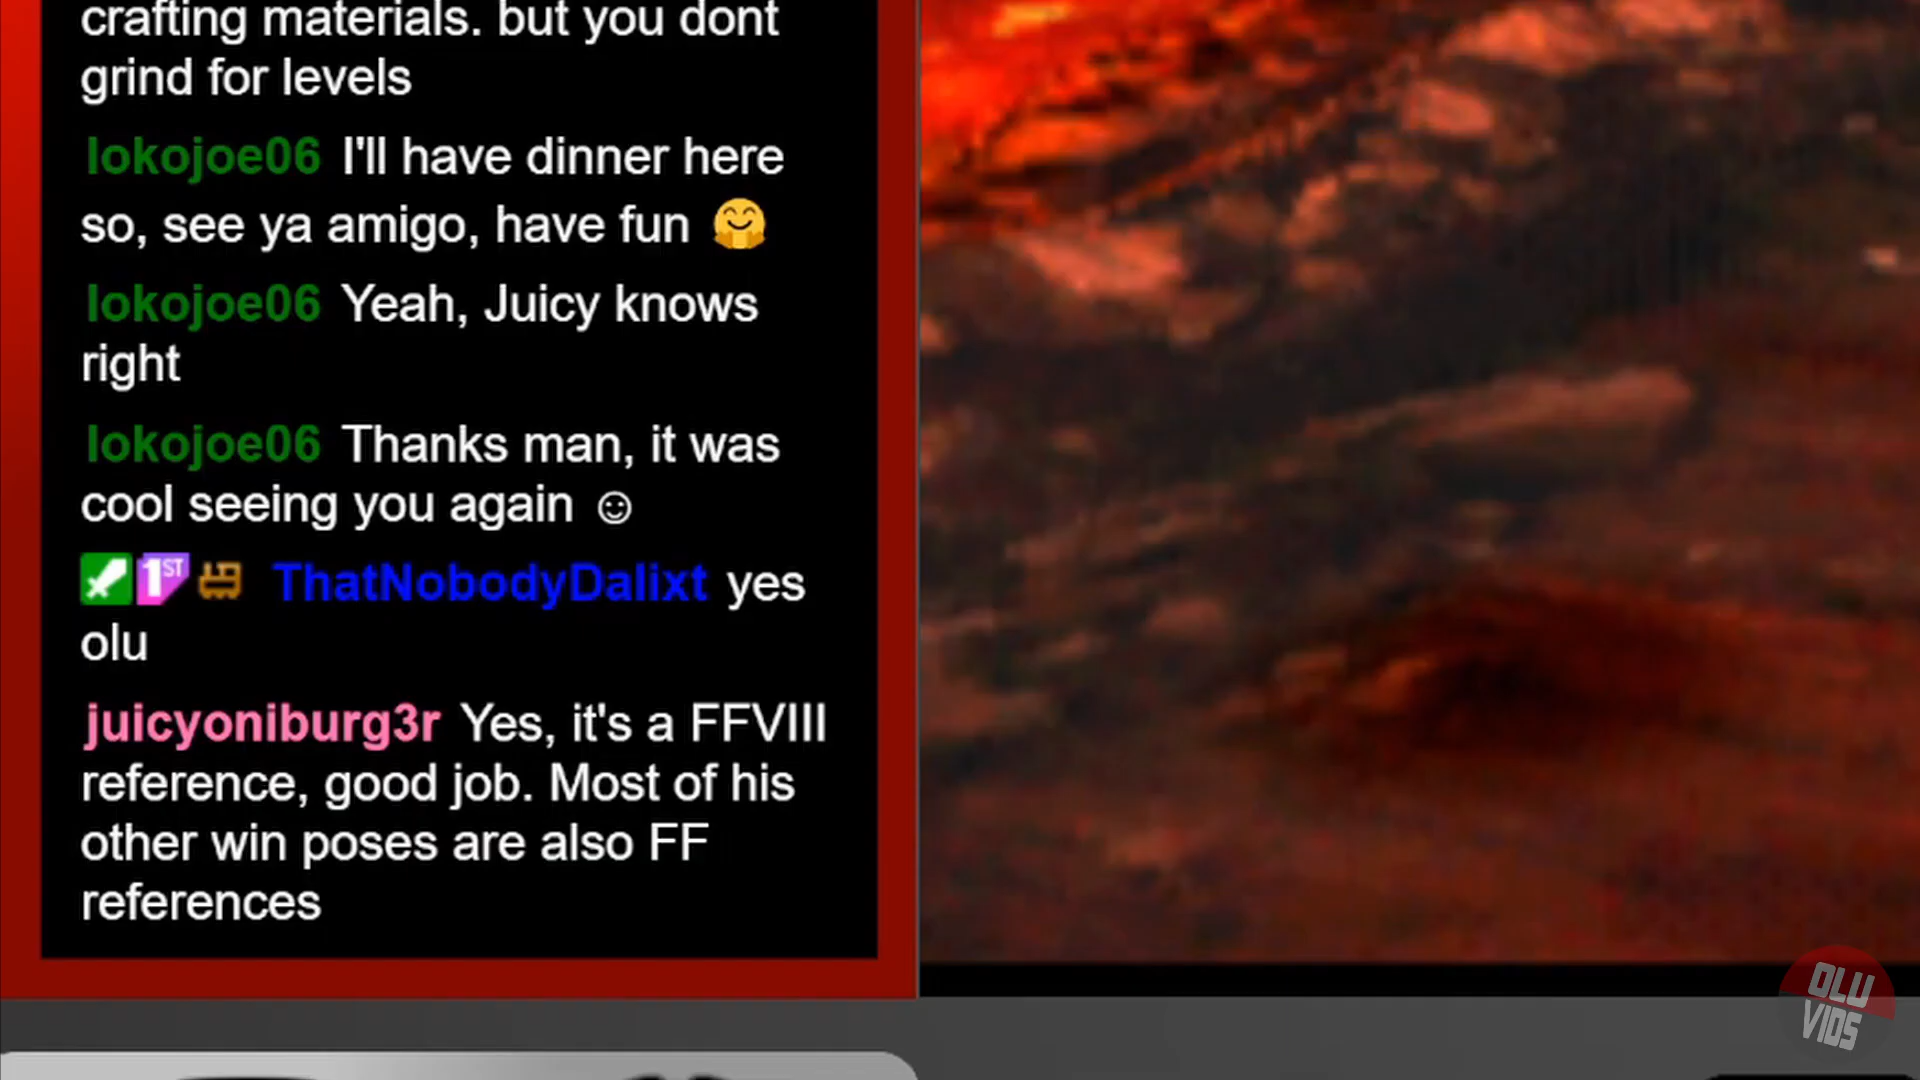 crafting materials. but you dont
grind for levels
lokojoe06 I'll have dinner here
so, see ya amigo, have fun 🤗
lokojoe06 Yeah, Juicy knows
right
lokojoe06 Thanks man, it was
cool seeing you again ☺
1ST ThatNobodyDalixt yes
olu
juicyoniburg3r Yes, it's a FFVIII
reference, good job. Most of his
other win poses are also FF
references
OLU
VIDS